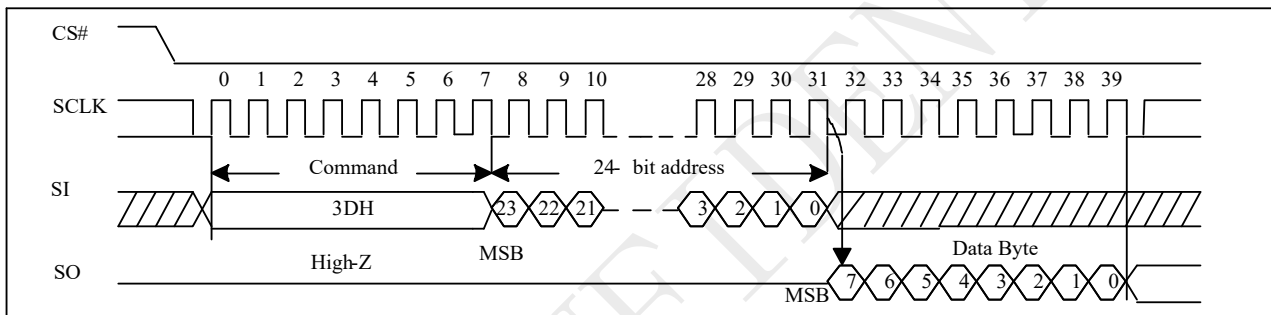 CS#
0 1 2 3 4 5 6 7 8 9 10 28 29 30 31 32 33 34 35 36 37 38 39
SCLK
Command 24- bit address
SI
3DH 23 22 21 3 2 1 0
MSB Data Byte
High-Z
SO
MSB 7 6 5 4 3 2 1 0